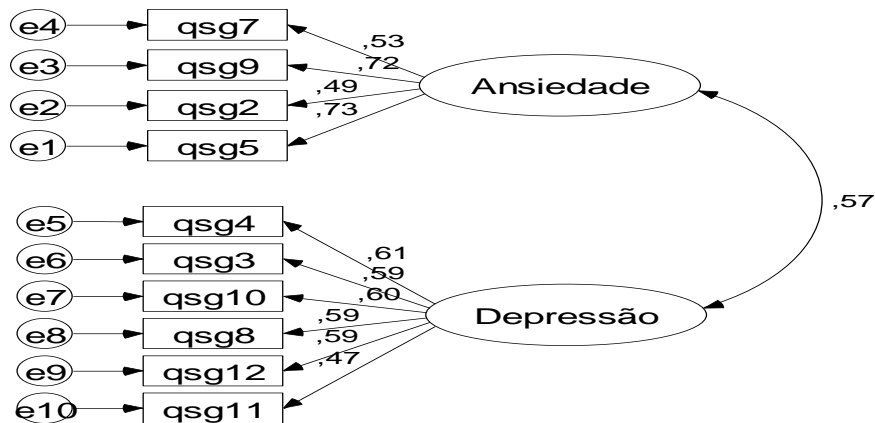 e4 qsg7 ,53
e3 qsg9 ,72
Ansiedade
e2 qsg2 ,49
e1 qsg5 ,73
,57
e5 qsg4 ,61
e6 qsg3 ,59
e7 qsg10 ,60
Depressão
e8 qsg8 ,59
e9 qsg12 ,59
e10 qsg11 ,47